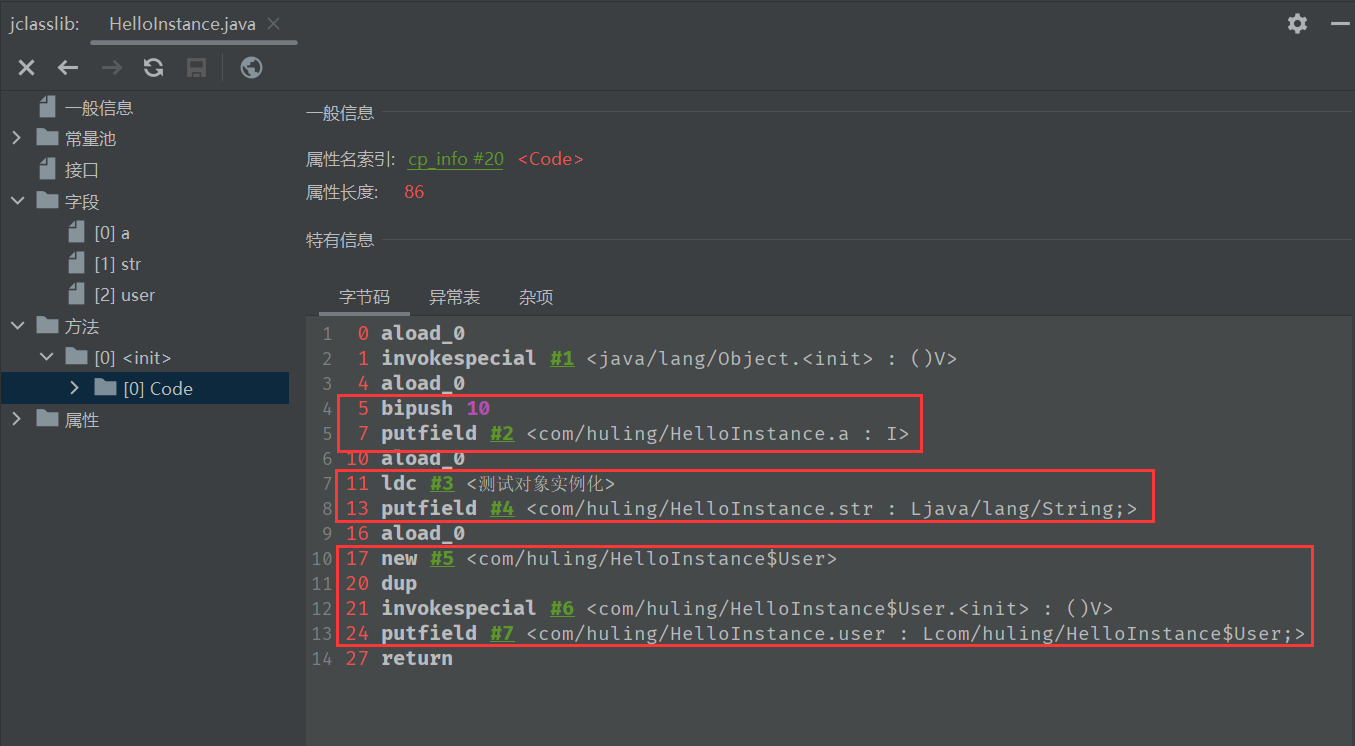 jclasslib: HelloInstance.java
一般信息
常量池
接口
字段
[0] a
[1] str
[2] user
方法
[0] <init>
[0] Code
属性
一般信息
属性名索引: cp_info #20 <Code>
属性长度: 86
特有信息
字节码 异常表 杂项
1 0 aload_0
2 1 invokespecial #1 <java/lang/Object.<init> : ()V>
3 4 aload_0
4 5 bipush 10
5 7 putfield #2 <com/huling/HelloInstance.a : I>
6 10 aload_0
7 11 ldc #3 <测试对象实例化>
8 13 putfield #4 <com/huling/HelloInstance.str : Ljava/lang/String;>
9 16 aload_0
10 17 new #5 <com/huling/HelloInstance$User>
11 20 dup
12 21 invokespecial #6 <com/huling/HelloInstance$User.<init> : ()V>
13 24 putfield #7 <com/huling/HelloInstance.user : Lcom/huling/HelloInstance$User;>
14 27 return